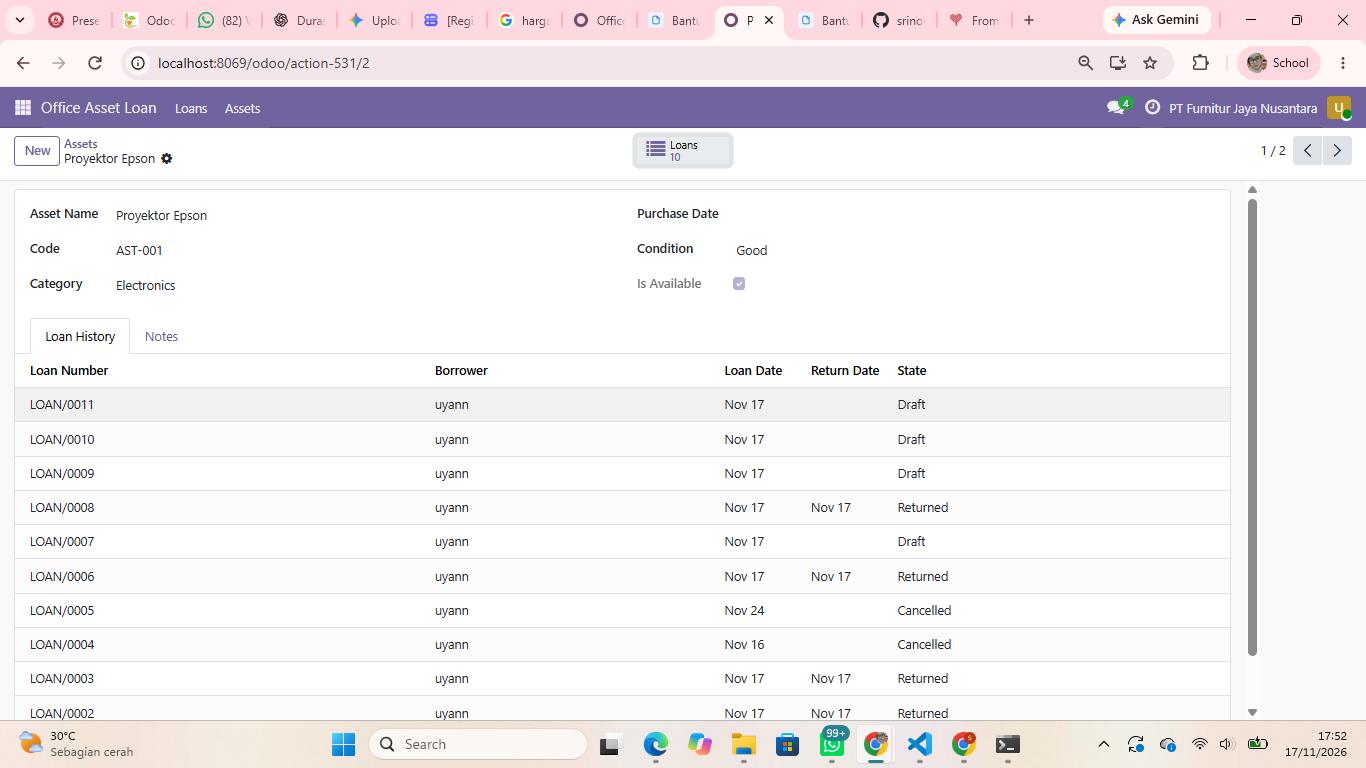 Prese
Odoo
(82) W
Duras
Uploa
[Regi
harga
Office
Bantu
P
Bantu
srinov
From
Ask Gemini
localhost:8069/odoo/action-531/2
School
Office Asset Loan
Loans
Assets
4
PT Furnitur Jaya Nusantara
U
New
Assets
Proyektor Epson
Loans
10
1 / 2
Asset Name
Proyektor Epson
Purchase Date
Code
AST-001
Condition
Good
Category
Electronics
Is Available
Loan History
Notes
Loan Number Borrower Loan Date Return Date State
LOAN/0011 uyann Nov 17 Draft
LOAN/0010 uyann Nov 17 Draft
LOAN/0009 uyann Nov 17 Draft
LOAN/0008 uyann Nov 17 Nov 17 Returned
LOAN/0007 uyann Nov 17 Draft
LOAN/0006 uyann Nov 17 Nov 17 Returned
LOAN/0005 uyann Nov 24 Cancelled
LOAN/0004 uyann Nov 16 Cancelled
LOAN/0003 uyann Nov 17 Nov 17 Returned
LOAN/0002 uyann Nov 17 Nov 17 Returned
30°C
Sebagian cerah
Search
99+
S
17:52
17/11/2026